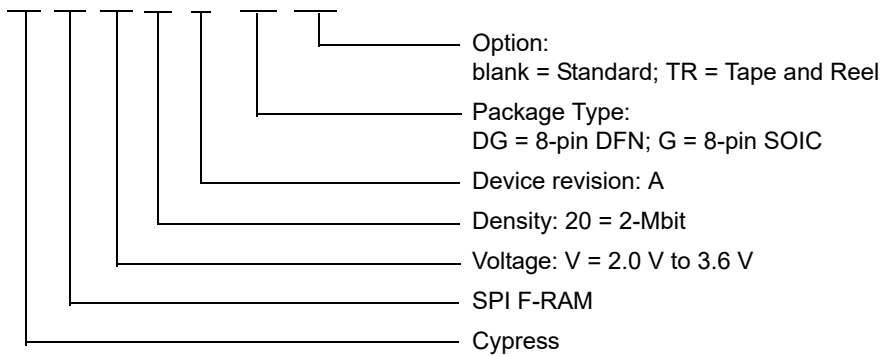 Option:
blank = Standard; TR = Tape and Reel
Package Type:
DG = 8-pin DFN; G = 8-pin SOIC
Device revision: A
Density: 20 = 2-Mbit
Voltage: V = 2.0 V to 3.6 V
SPI F-RAM
Cypress